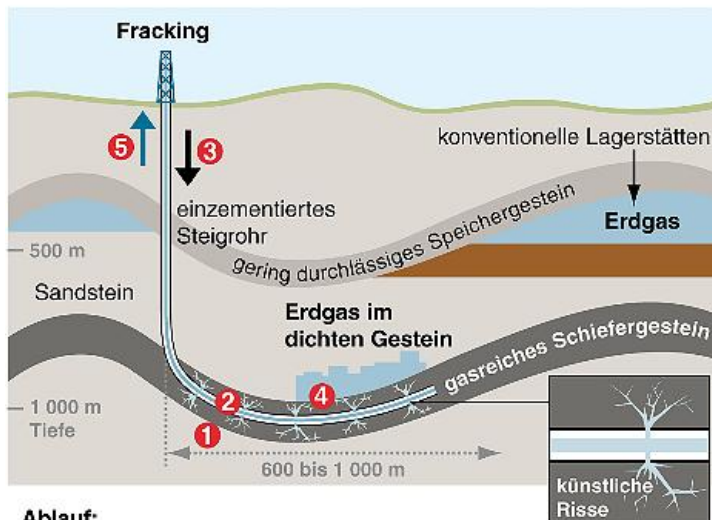 Fracking
5
3
konventionelle Lagerstätten
einzementiertes
Steigrohr
Erdgas
500 m
gering durchlässiges Speichergestein
Sandstein
Erdgas im
dichten Gestein
gasreiches Schiefergestein
2
4
1 000 m
Tiefe
1
600 bis 1 000 m
künstliche
Risse
Ablauf: